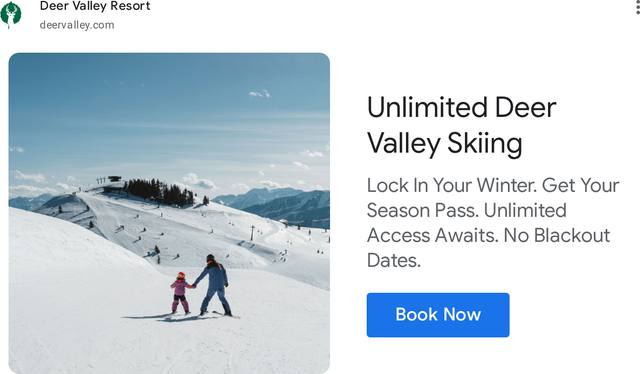 Deer Valley Resort
deervalley.com
Unlimited Deer
Valley Skiing
Lock In Your Winter. Get Your
Season Pass. Unlimited
Access Awaits. No Blackout
Dates.
Book Now